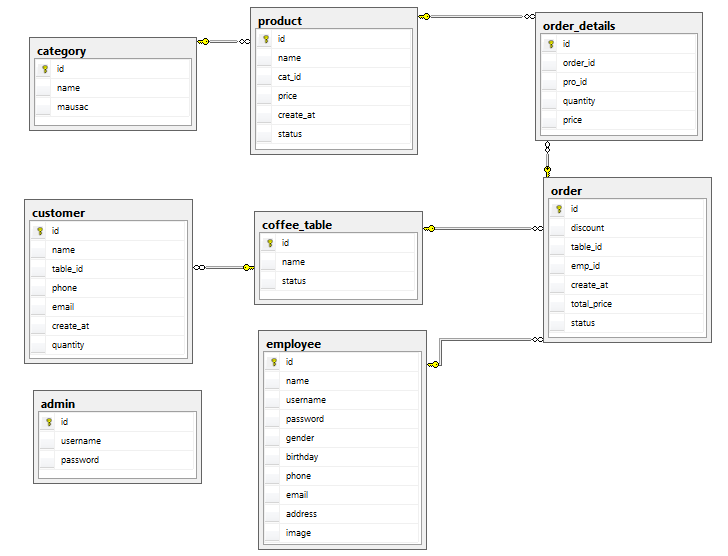 category
id
name
mausac
product
id
name
cat_id
price
create_at
status
order_details
id
order_id
pro_id
quantity
price
customer
id
name
table_id
phone
email
create_at
quantity
coffee_table
id
name
status
order
id
discount
table_id
emp_id
create_at
total_price
status
admin
id
username
password
employee
id
name
username
password
gender
birthday
phone
email
address
image